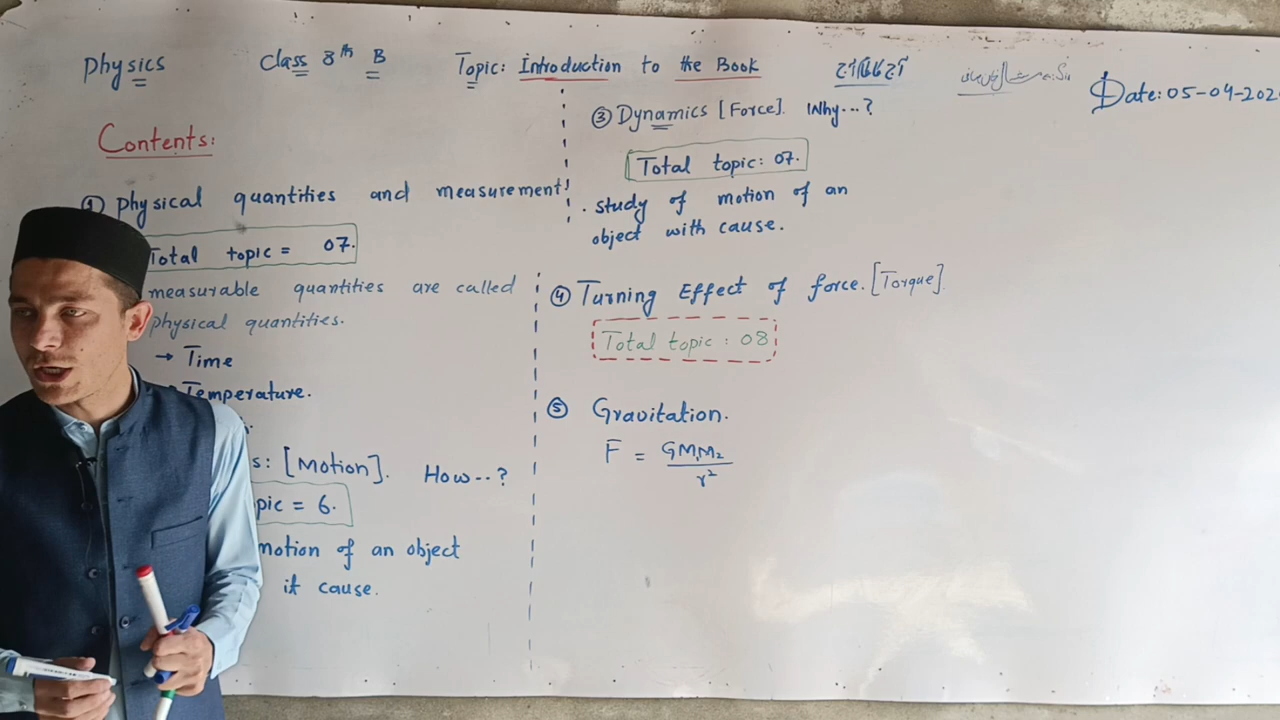 Physics Class 8th B Topic: Introduction to the Book
Date: 05-04-202
Contents:
① Physical quantities and measurement
Total topic = 07.
measurable quantities are called
physical quantities.
→ Time
Temperature.
s: [Motion]. How--?
pic = 6.
motion of an object
it cause.
③ Dynamics [Force]. Why...?
Total topic: 07.
. study of motion of an
object with cause.
④ Turning Effect of force. [Torque].
Total topic : 08
⑤ Gravitation.
F = GM₁M₂
r²